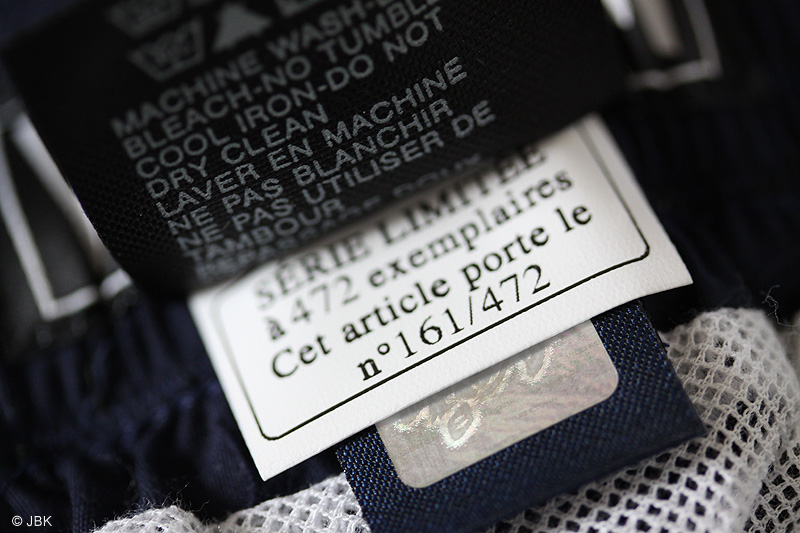 MACHINE WASH-
BLEACH-NO TUMBLE
COOL IRON-DO NOT
DRY CLEAN
LAVER EN MACHINE
NE PAS BLANCHIR
NE PAS UTILISER DE
TAMBOUR
SÉRIE LIMITÉE
à 472 exemplaires
Cet article porte le
n°161/472
© JBK